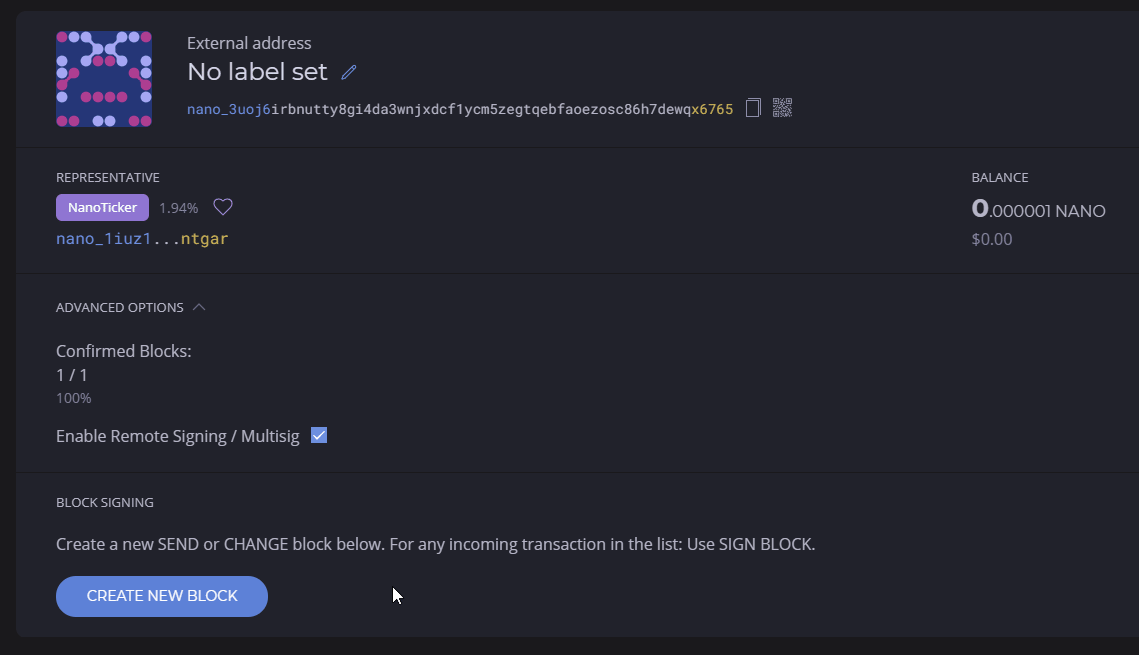 External address
No label set
nano_3uoj6irbnutty8gi4da3wnjxdcf1ycm5zegtqebfaoezosc86h7dewqx6765
REPRESENTATIVE
NanoTicker 1.94%
nano_1iuz1...ntgar
BALANCE
0.000001 NANO
$0.00
ADVANCED OPTIONS
Confirmed Blocks:
1 / 1
100%
Enable Remote Signing / Multisig
BLOCK SIGNING
Create a new SEND or CHANGE block below. For any incoming transaction in the list: Use SIGN BLOCK.
CREATE NEW BLOCK